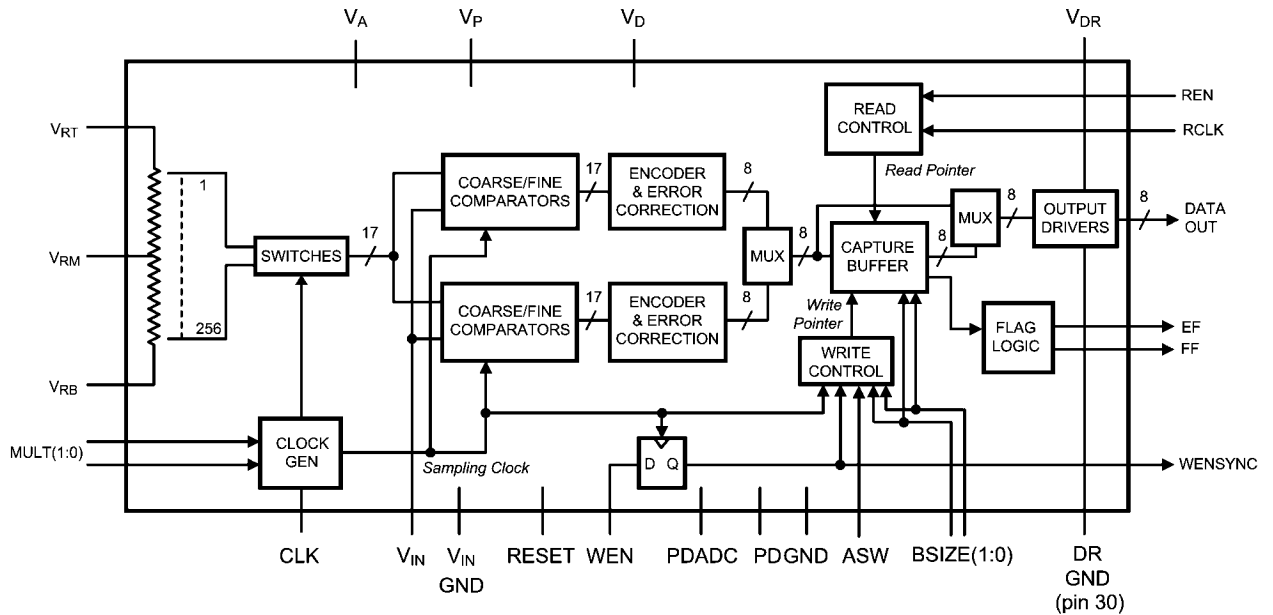 VA VP VD VDR
REN
READ CONTROL
RCLK
VRT
Read Pointer
1
17
COARSE/FINE COMPARATORS
17
ENCODER & ERROR CORRECTION
8
8
MUX
8
OUTPUT DRIVERS
8
DATA OUT
VRM
SWITCHES
MUX
8
CAPTURE BUFFER
8
256
COARSE/FINE COMPARATORS
17
ENCODER & ERROR CORRECTION
8
Write Pointer
FLAG LOGIC
EF
FF
WRITE CONTROL
VRB
MULT(1:0)
CLOCK GEN
Sampling Clock
D Q
WENSYNC
CLK VIN VIN GND RESET WEN PDADC PD GND ASW BSIZE(1:0) DR GND (pin 30)